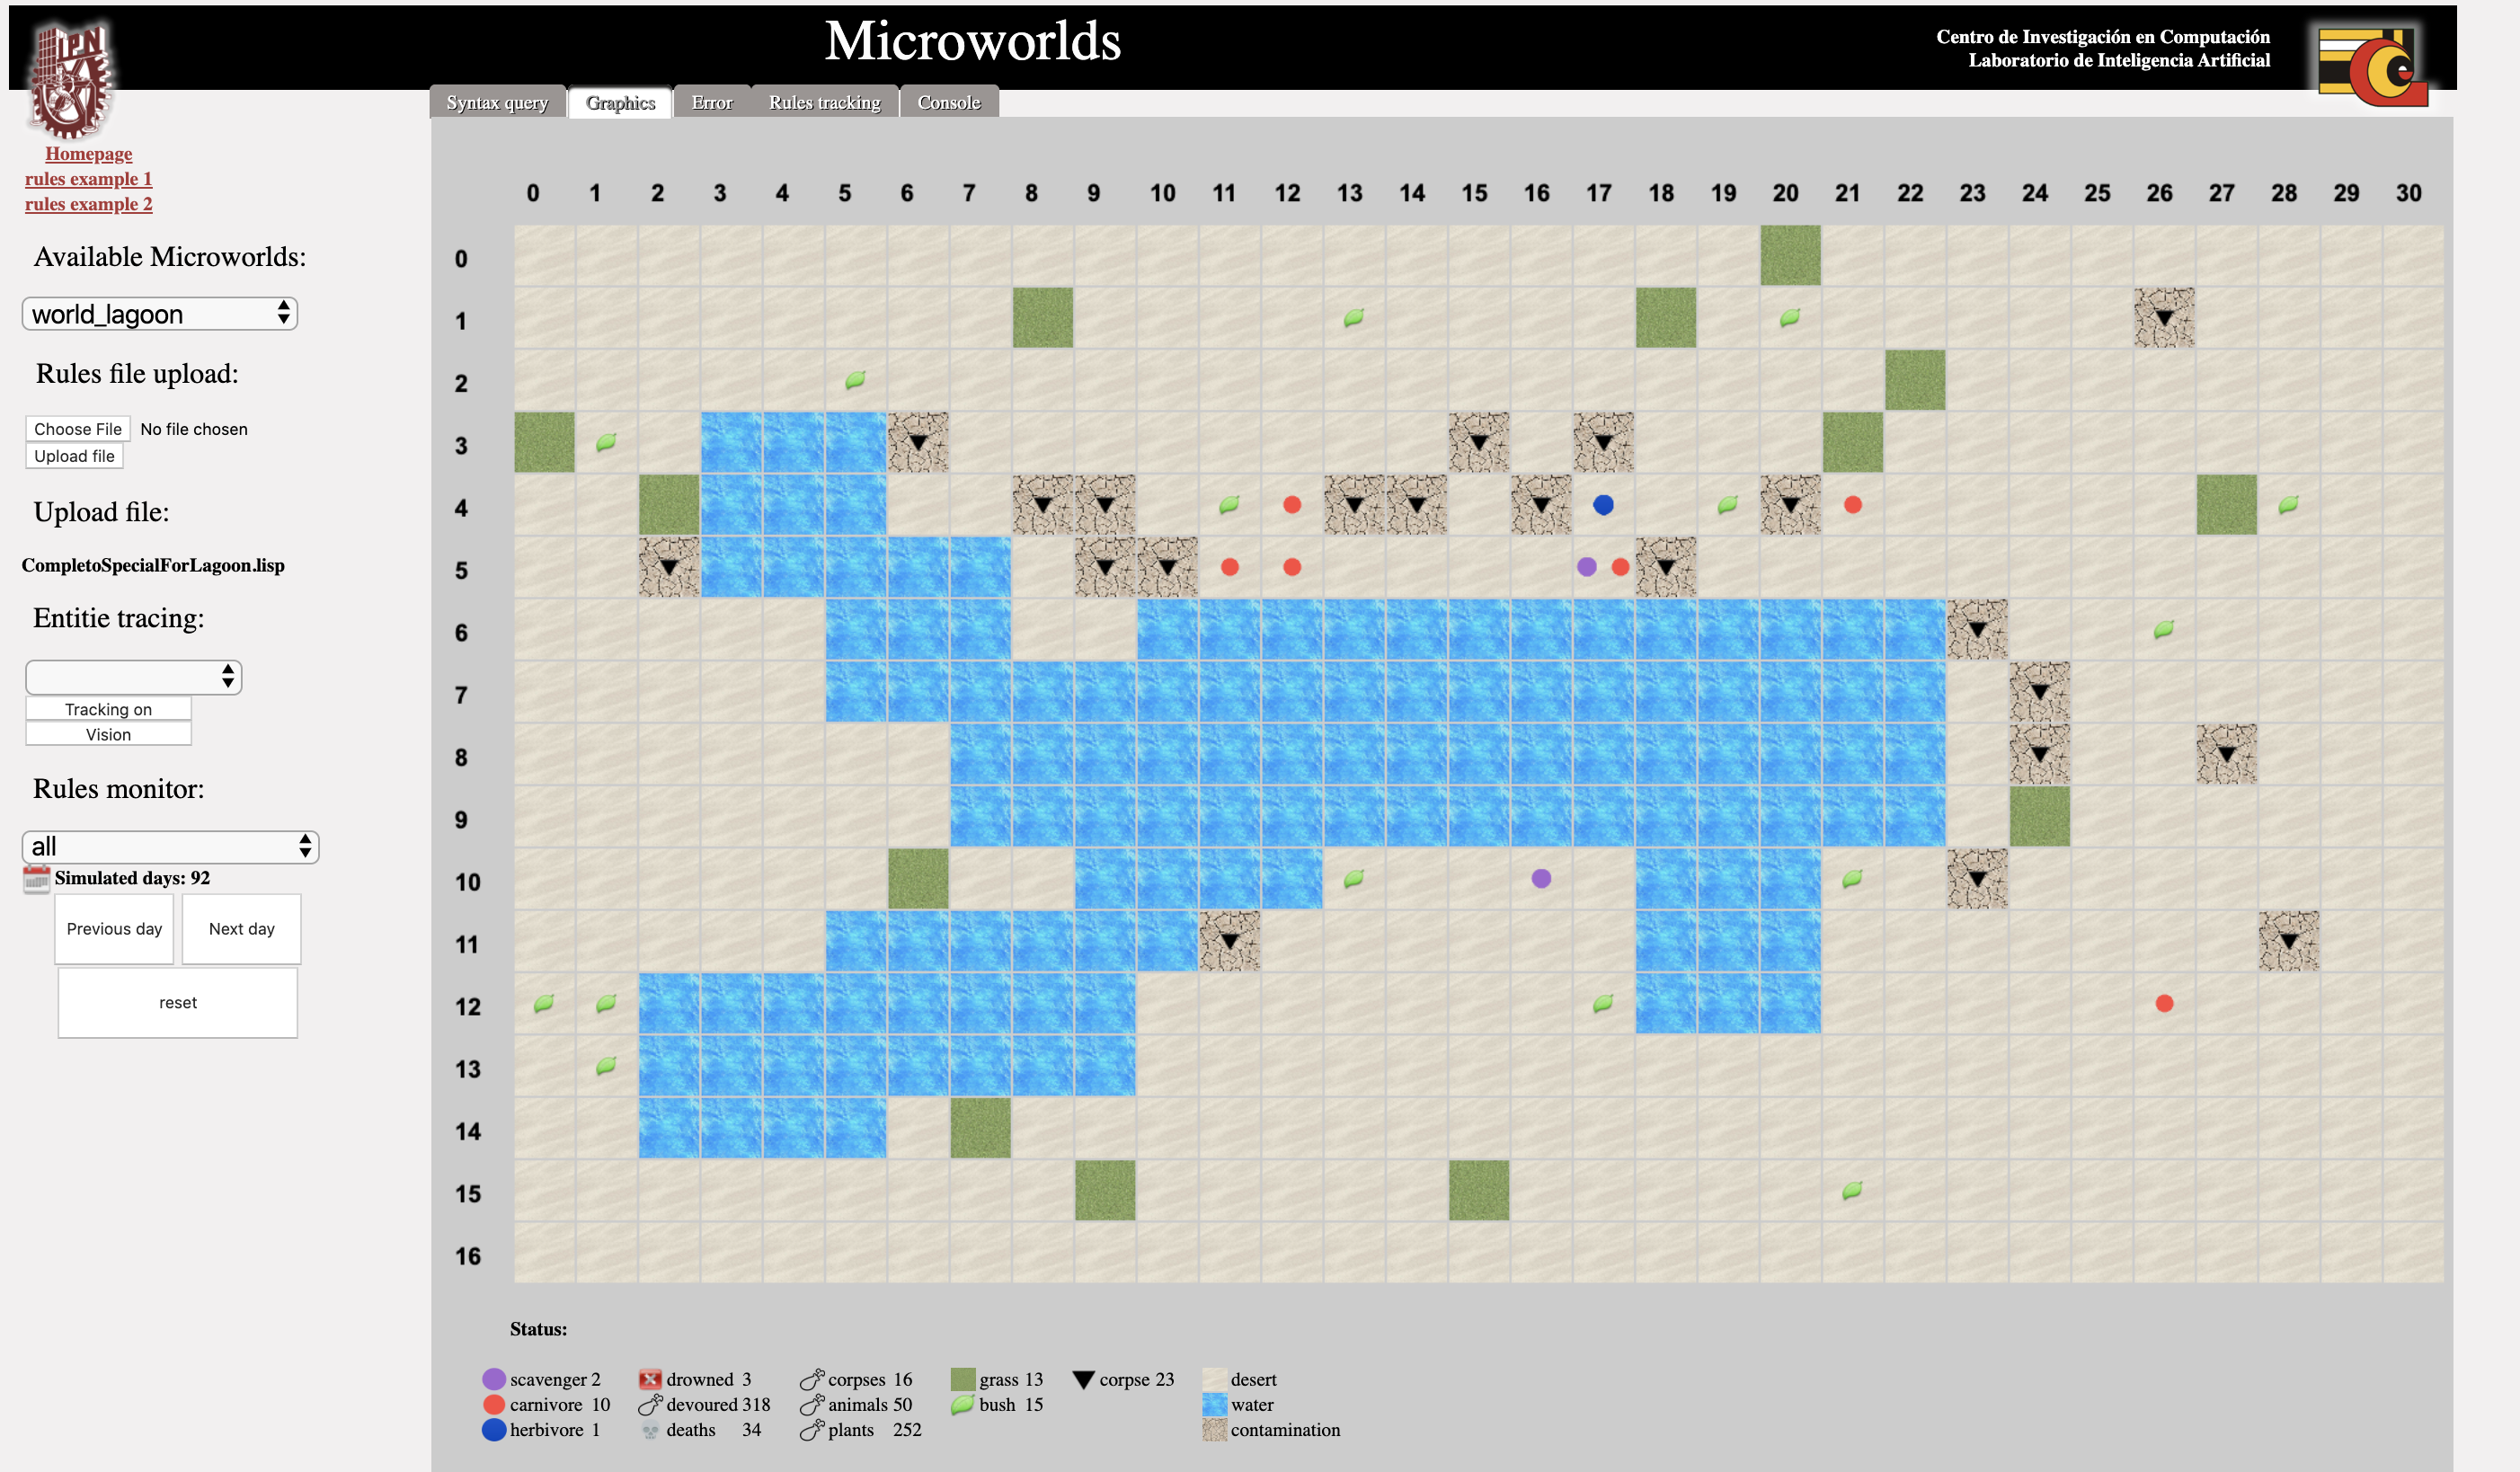 Microworlds
Centro de Investigación en Computación
Laboratorio de Inteligencia Artificial
IPN
Syntax query Graphics Error Rules tracking Console
Homepage
rules example 1
rules example 2
Available Microworlds:
world_lagoon
Rules file upload:
Choose File No file chosen
Upload file
Upload file:
CompletoSpecialForLagoon.lisp
Entitie tracing:
Tracking on
Vision
Rules monitor:
all
Simulated days: 92
Previous day Next day
reset
0 1 2 3 4 5 6 7 8 9 10 11 12 13 14 15 16 17 18 19 20 21 22 23 24 25 26 27 28 29 30
0
1
2
3
4
5
6
7
8
9
10
11
12
13
14
15
16
Status:
scavenger 2 drowned 3 corpses 16 grass 13 corpse 23 desert
carnivore 10 devoured 318 animals 50 bush 15 water
herbivore 1 deaths 34 plants 252 contamination